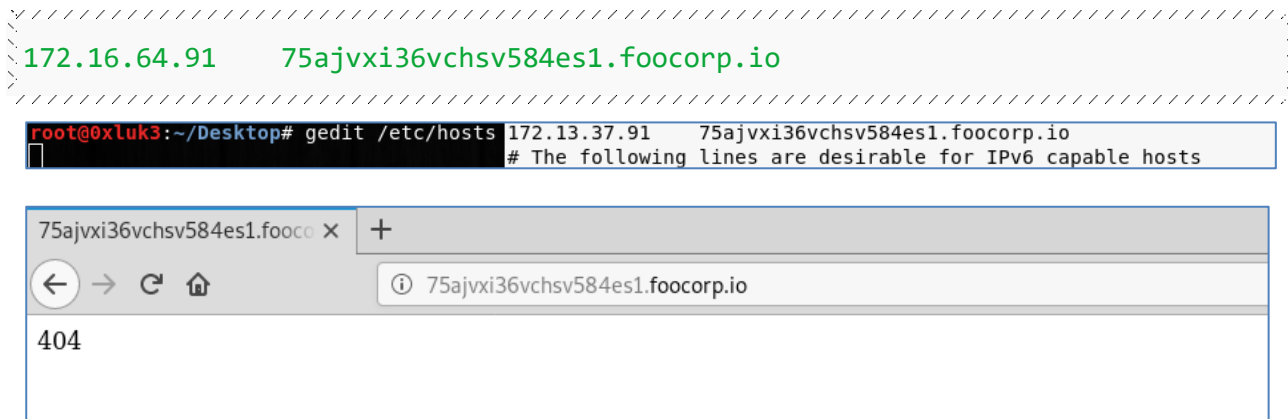 172.16.64.91    75ajvxi36vchsv584es1.foocorp.io
root@0xluk3:~/Desktop# gedit /etc/hosts
172.13.37.91    75ajvxi36vchsv584es1.foocorp.io
# The following lines are desirable for IPv6 capable hosts
75ajvxi36vchsv584es1.fooco
75ajvxi36vchsv584es1.foocorp.io
404